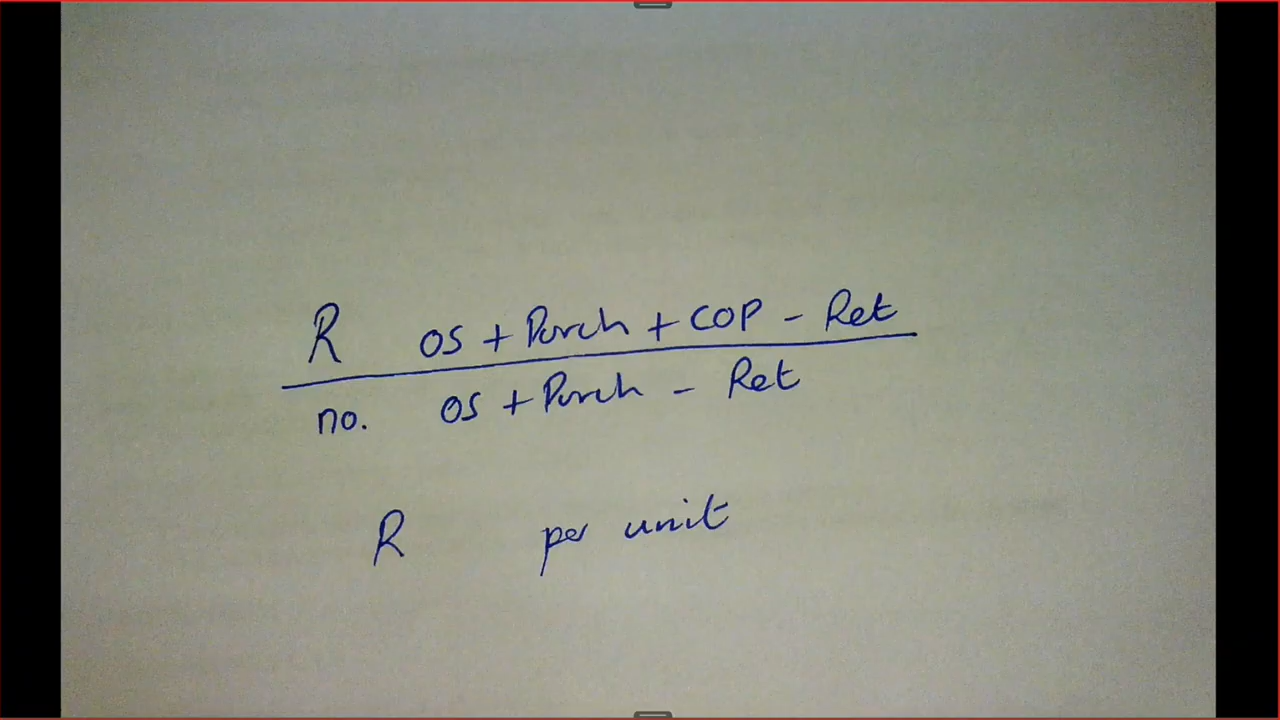 R OS + Purch + COP - Ret
no. OS + Purch - Ret
R per unit